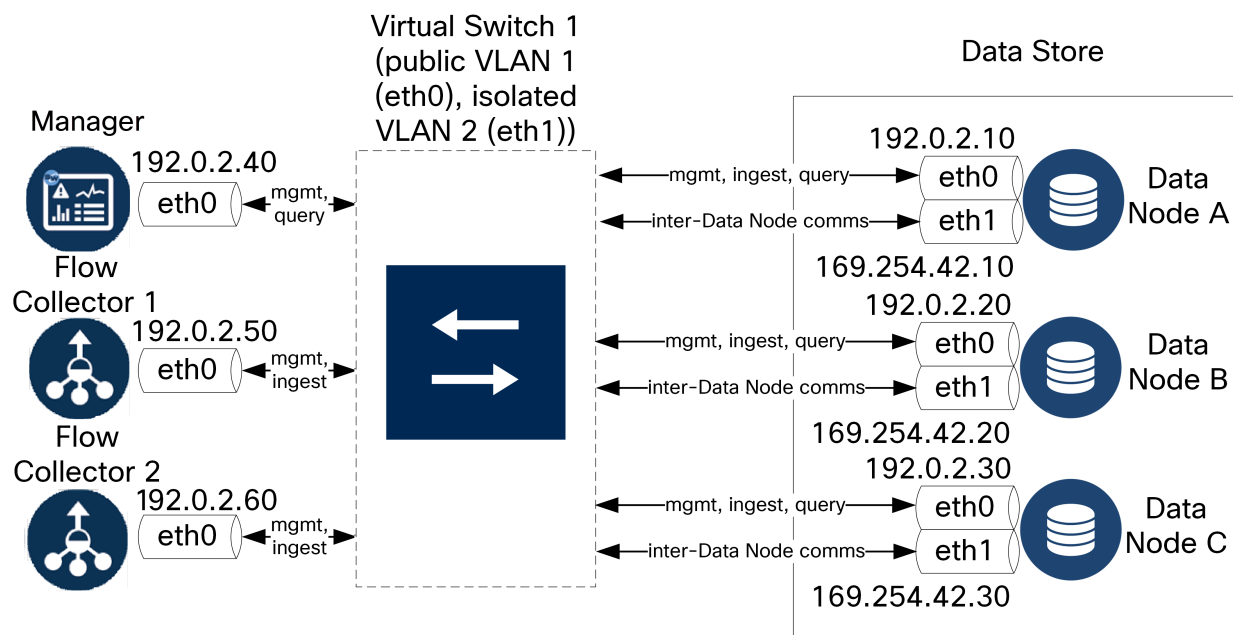 Virtual Switch 1
(public VLAN 1
(eth0), isolated
VLAN 2 (eth1))
Data Store
Manager
192.0.2.40
eth0
mgmt,
query
Flow
Collector 1
192.0.2.50
eth0
mgmt,
ingest
Flow
Collector 2
192.0.2.60
eth0
mgmt,
ingest
192.0.2.10
mgmt, ingest, query
eth0
inter-Data Node comms
eth1
Data
Node A
169.254.42.10
192.0.2.20
mgmt, ingest, query
eth0
inter-Data Node comms
eth1
Data
Node B
169.254.42.20
192.0.2.30
mgmt, ingest, query
eth0
inter-Data Node comms
eth1
Data
Node C
169.254.42.30